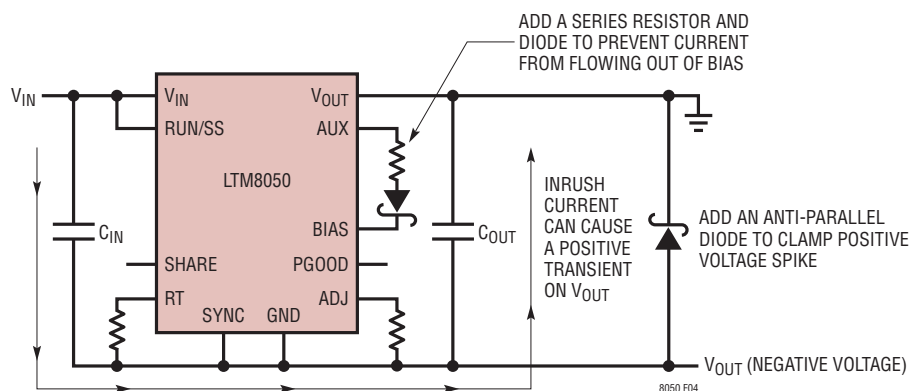 ADD A SERIES RESISTOR AND
DIODE TO PREVENT CURRENT
FROM FLOWING OUT OF BIAS
VIN
VIN
VOUT
RUN/SS
AUX
LTM8050
CIN
BIAS
COUT
INRUSH
CURRENT
CAN CAUSE
A POSITIVE
TRANSIENT
ON VOUT
ADD AN ANTI-PARALLEL
DIODE TO CLAMP POSITIVE
VOLTAGE SPIKE
SHARE
PGOOD
RT
ADJ
SYNC
GND
VOUT (NEGATIVE VOLTAGE)
8050 F04